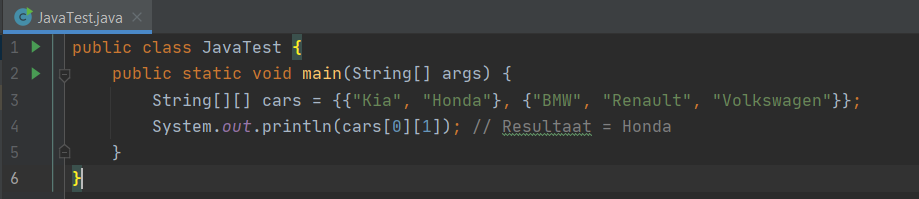 JavaTest.java
1 public class JavaTest {
2 public static void main(String[] args) {
3 String[][] cars = {{"Kia", "Honda"}, {"BMW", "Renault", "Volkswagen"}};
4 System.out.println(cars[0][1]); // Resultaat = Honda
5 }
6 }